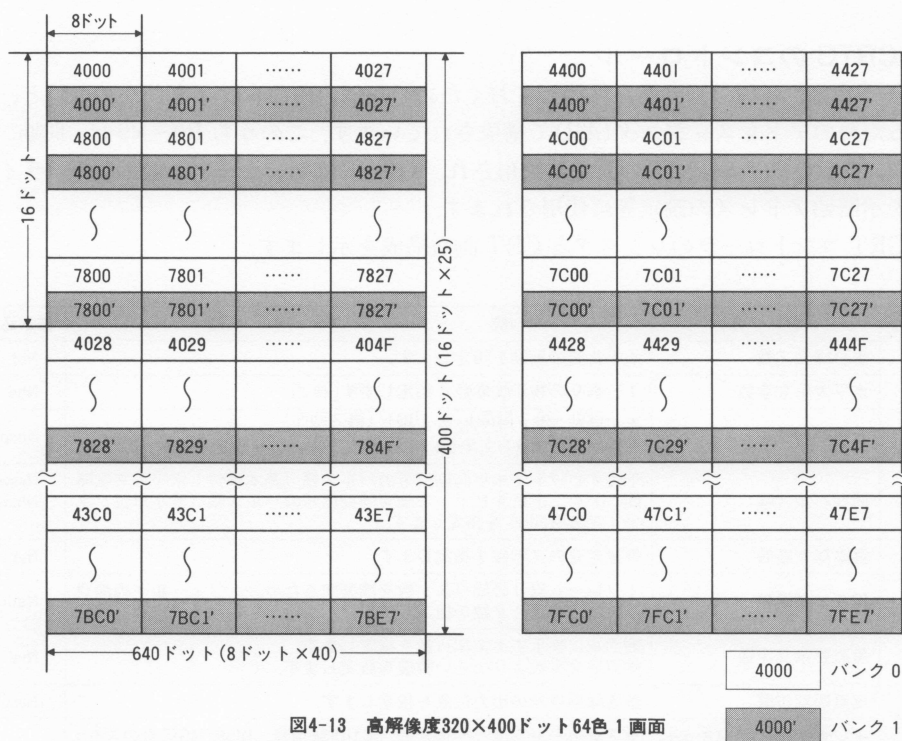 8ドット
4000 4001 …… 4027
4000' 4001' …… 4027'
4800 4801 …… 4827
4800' 4801' …… 4827'
7800 7801 …… 7827
7800' 7801' …… 7827'
4028 4029 …… 404F
7828' 7829' …… 784F'
43C0 43C1 …… 43E7
7BC0' 7BC1' …… 7BE7'
16ドット
400ドット(16ドット×25)
640ドット(8ドット×40)
4400 4401 …… 4427
4400' 4401' …… 4427'
4C00 4C01 …… 4C27
4C00' 4C01' …… 4C27'
7C00 7C01 …… 7C27
7C00' 7C01' …… 7C27'
4428 4429 …… 444F
7C28' 7C29' …… 7C4F'
47C0 47C1' …… 47E7
7FC0' 7FC1' …… 7FE7'
4000 バンク0
4000' バンク1
図4-13 高解像度320×400ドット64色1画面